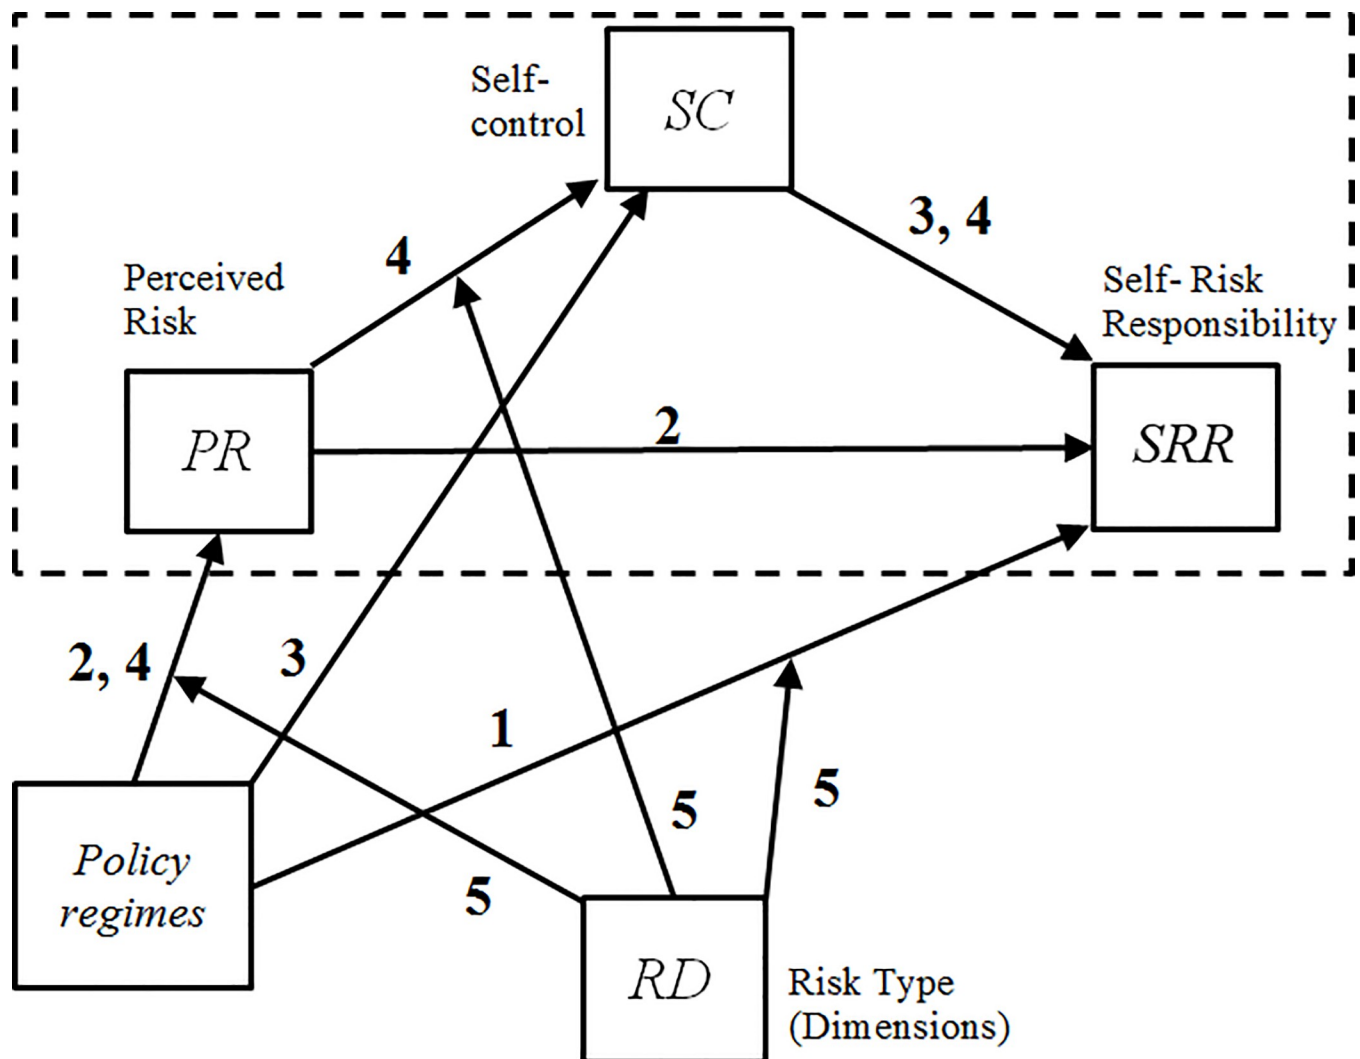 Self-
control
SC
3, 4
4
Perceived
Risk
Self- Risk
Responsibility
PR
2
SRR
2, 4
3
1
5
5
5
Policy
regimes
RD
Risk Type
(Dimensions)